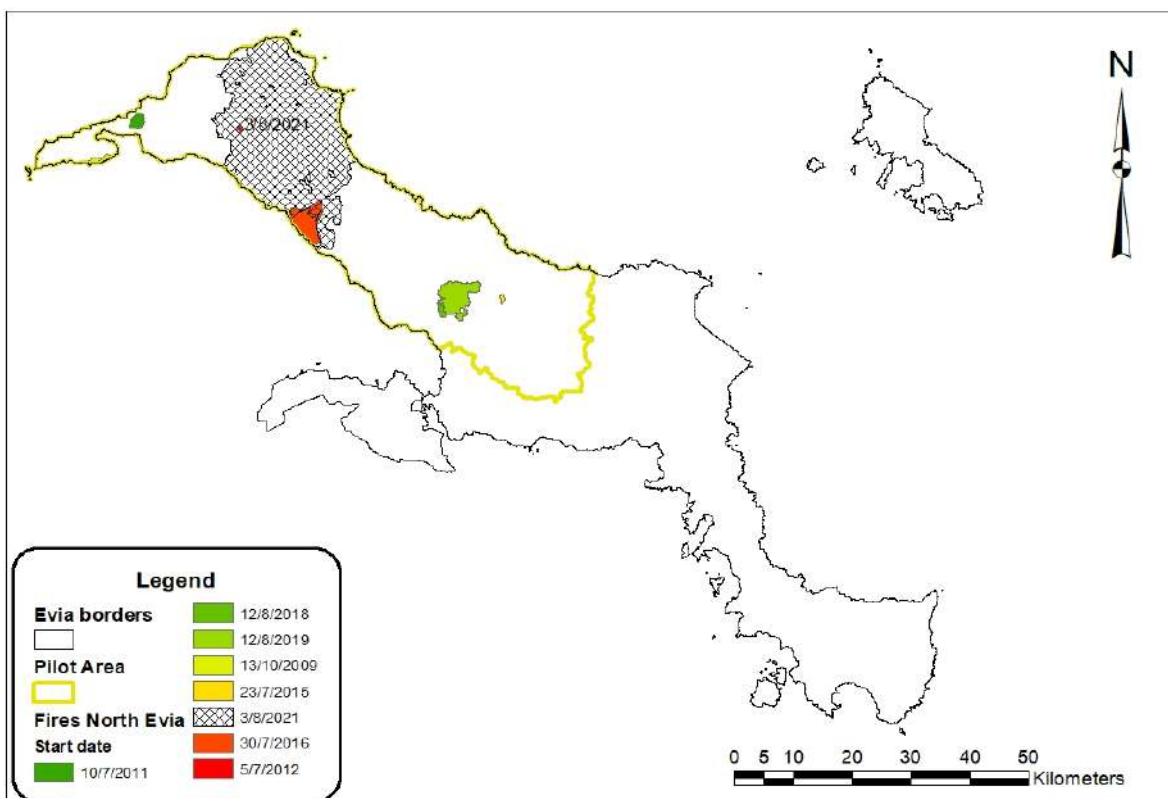 N
3/8/2021
Legend
Evia borders
Pilot Area
Fires North Evia
Start date
10/7/2011
12/8/2018
12/8/2019
13/10/2009
23/7/2015
3/8/2021
30/7/2016
5/7/2012
0 5 10 20 30 40 50
Kilometers